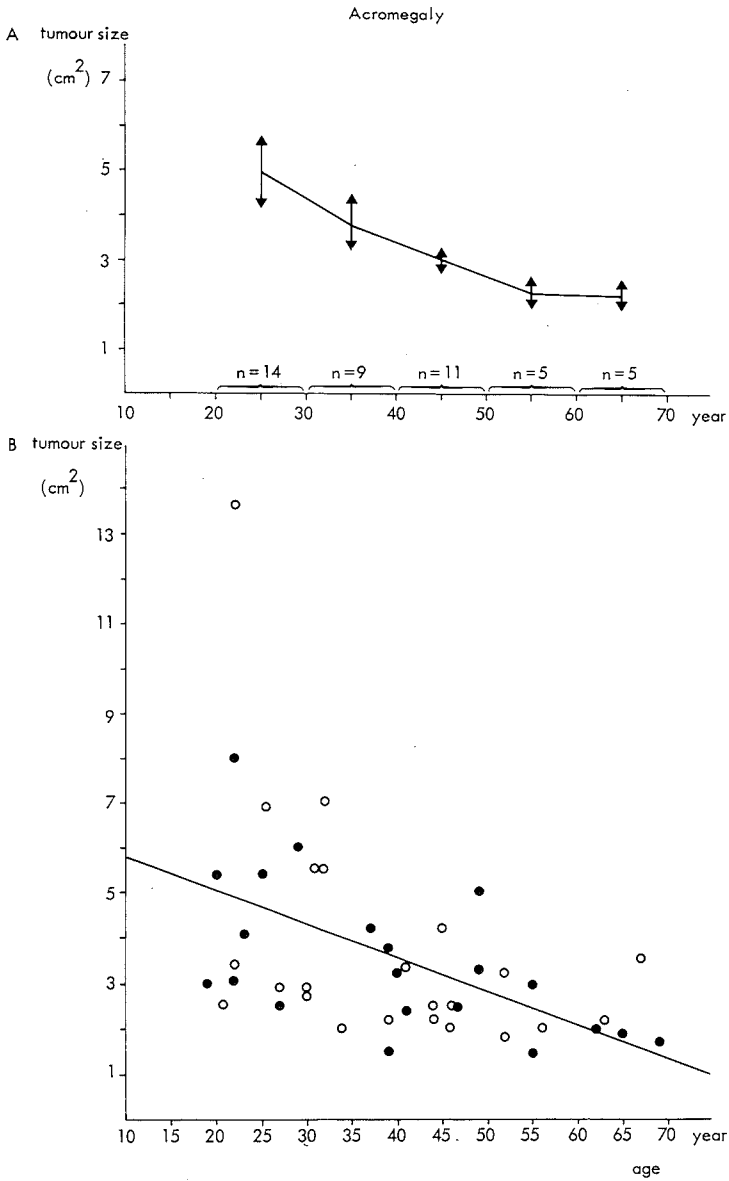 Acromegaly
A tumour size
(cm2) 7
5
3
1
n=14 n=9 n=11 n=5 n=5
10 20 30 40 50 60 70 year
B tumour size
(cm2)
13
11
9
7
5
3
1
10 15 20 25 30 35 40 45 50 55 60 65 70 year
age